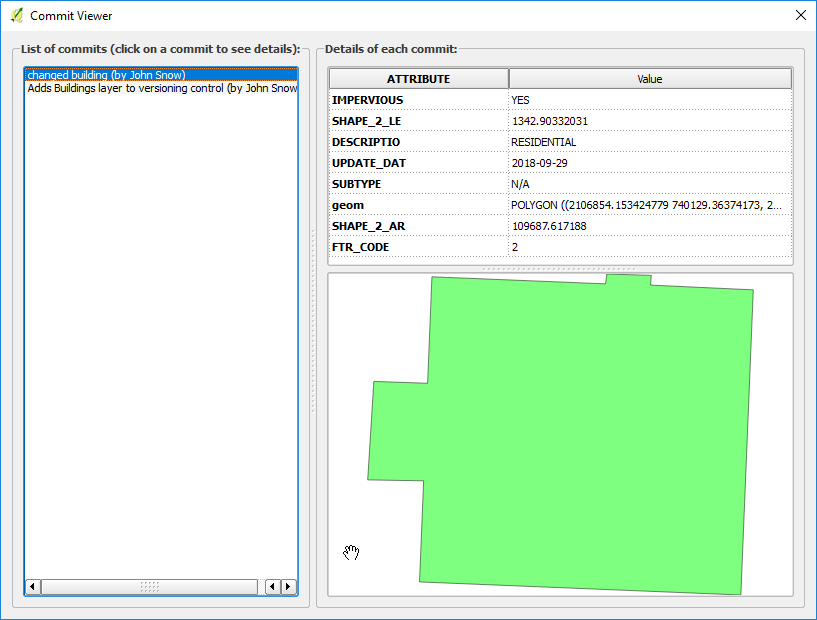 Commit Viewer
List of commits (click on a commit to see details):
changed building (by John Snow)
Adds Buildings layer to versioning control (by John Snow
Details of each commit:
ATTRIBUTE Value
IMPERVIOUS YES
SHAPE_2_LE 1342.90332031
DESCRIPTIO RESIDENTIAL
UPDATE_DAT 2018-09-29
SUBTYPE N/A
geom POLYGON ((2106854.153424779 740129.36374173, 2...
SHAPE_2_AR 109687.617188
FTR_CODE 2